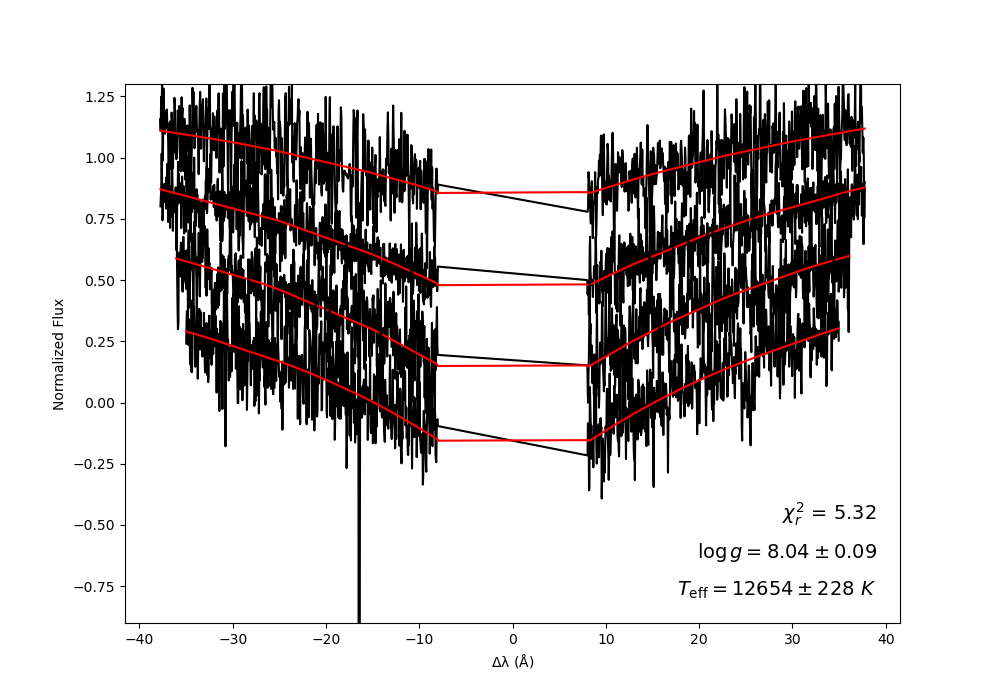 1.25
1.00
0.75
0.50
0.25
0.00
−0.25
−0.50
−0.75
Normalized Flux
χ²ᵣ = 5.32
log g = 8.04 ± 0.09
T_eff = 12654 ± 228 K
−40 −30 −20 −10 0 10 20 30 40
Δλ (Å)